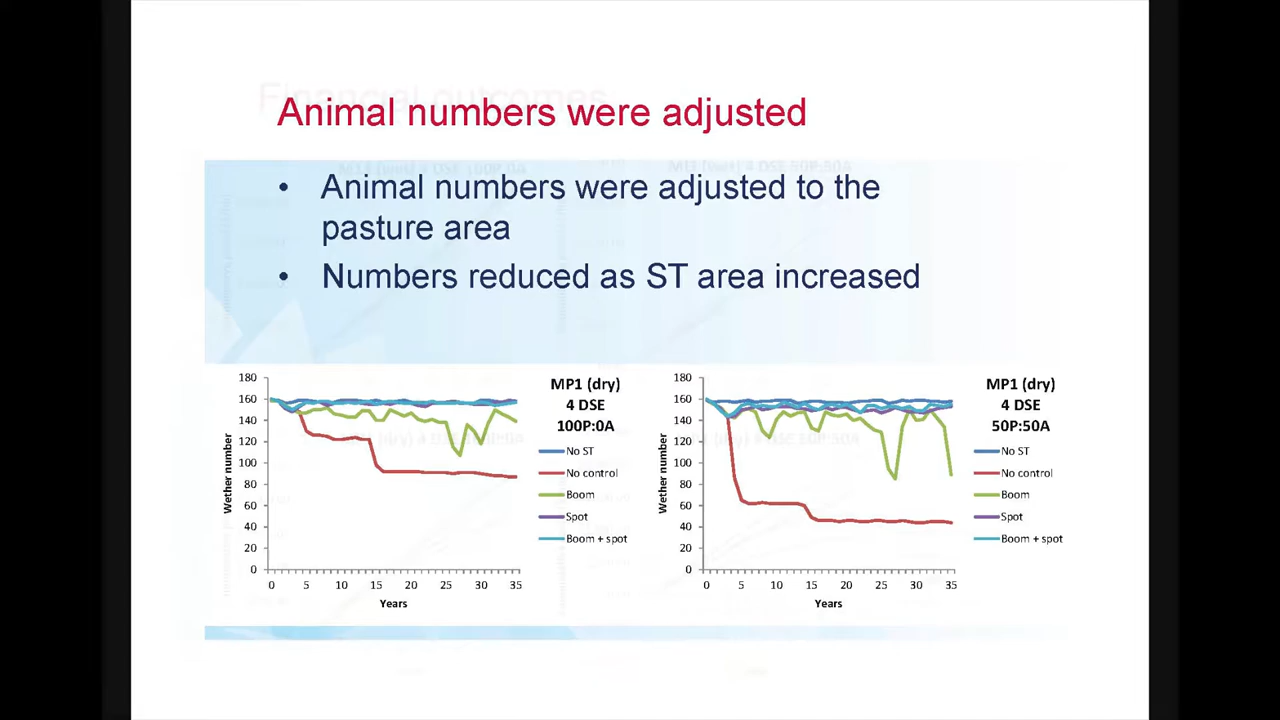 Financial outcomes
Animal numbers were adjusted
• Animal numbers were adjusted to the
pasture area
• Numbers reduced as ST area increased
180
160
140
120
100
80
60
40
20
0
Wether number
0 5 10 15 20 25 30 35
Years
MP1 (dry)
4 DSE
100P:0A
No ST
No control
Boom
Spot
Boom + spot
180
160
140
120
100
80
60
40
20
0
Wether number
0 5 10 15 20 25 30 35
Years
MP1 (dry)
4 DSE
50P:50A
No ST
No control
Boom
Spot
Boom + spot